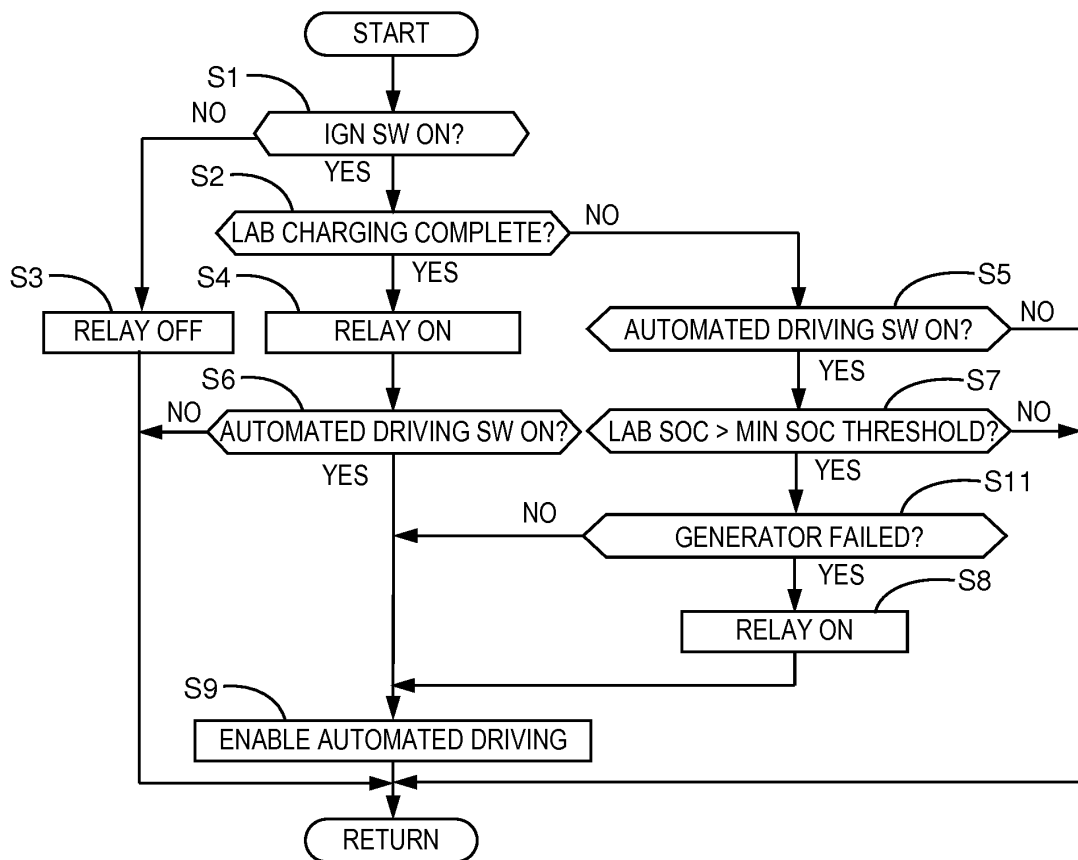 START
S1
NO
IGN SW ON?
YES
S2
NO
LAB CHARGING COMPLETE?
YES
S3
S4
S5
RELAY OFF
RELAY ON
AUTOMATED DRIVING SW ON?
NO
YES
S6
S7
NO
AUTOMATED DRIVING SW ON?
LAB SOC > MIN SOC THRESHOLD?
NO
YES
YES
S11
NO
GENERATOR FAILED?
YES
S8
RELAY ON
S9
ENABLE AUTOMATED DRIVING
RETURN